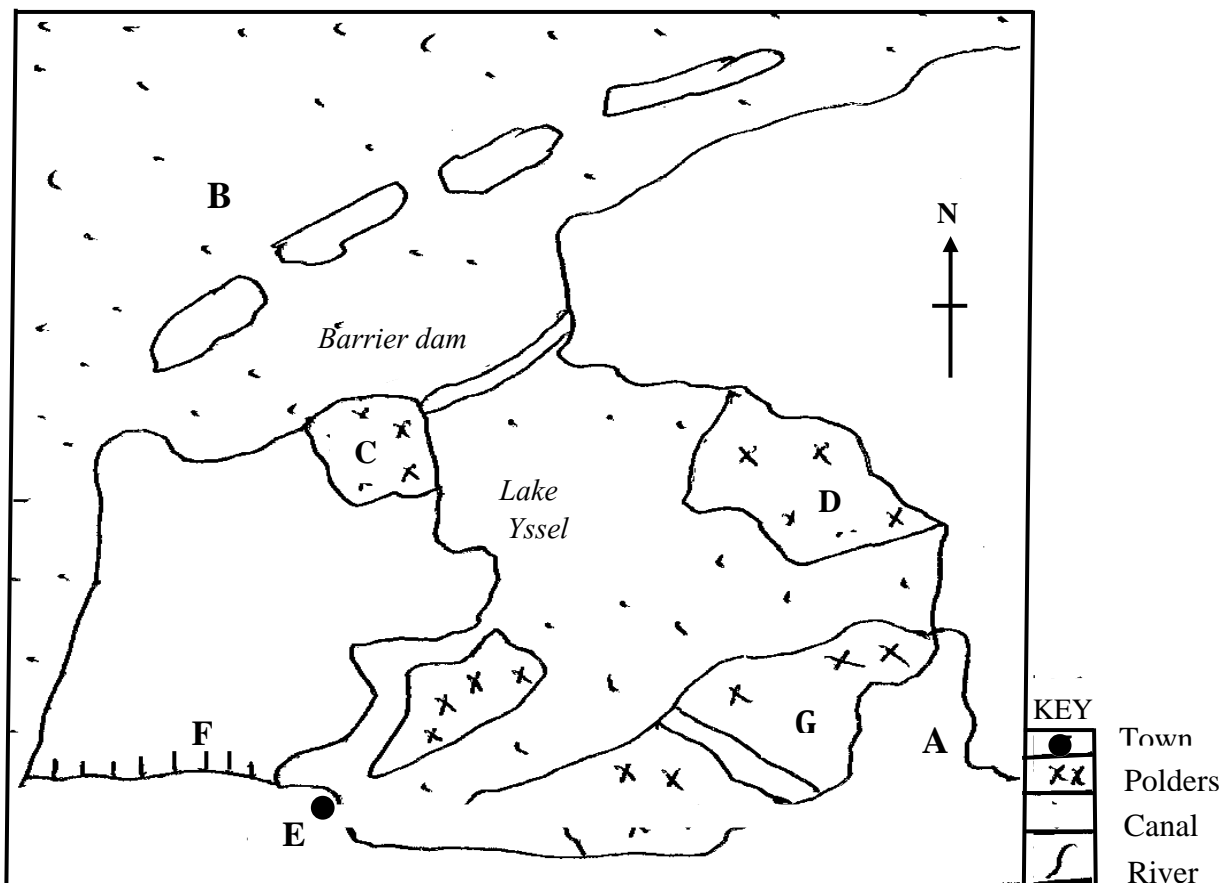 B
N
Barrier dam
C
Lake
Yssel
D
F
G
A
E
KEY
Town
Polders
Canal
River